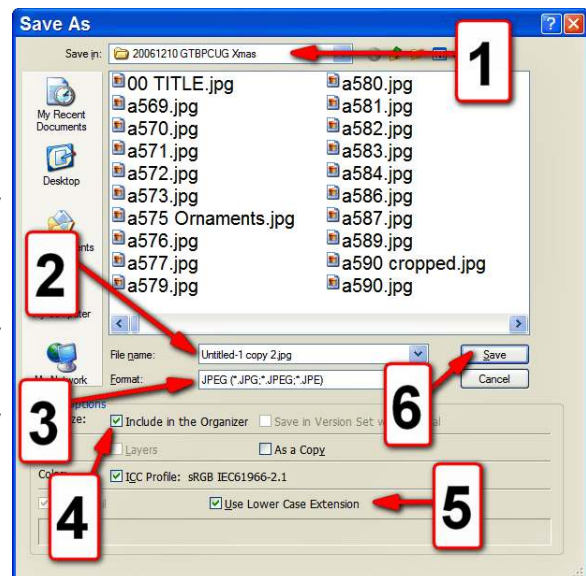 Save As
Save in: 20061210 GTBPCUG Xmas
1
My Recent Documents
Desktop
00 TITLE.jpg
a569.jpg
a570.jpg
a571.jpg
a572.jpg
a573.jpg
a575 Ornaments.jpg
a576.jpg
a577.jpg
a579.jpg
a580.jpg
a581.jpg
a582.jpg
a583.jpg
a584.jpg
a586.jpg
a587.jpg
a589.jpg
a590 cropped.jpg
a590.jpg
2
File name: Untitled-1 copy 2.jpg
Save
Format: JPEG (*.JPG;*.JPEG;*.JPE)
Cancel
3
6
Include in the Organizer
Save in Version Set
Layers
As a Copy
ICC Profile: sRGB IEC61966-2.1
4
Use Lower Case Extension
5